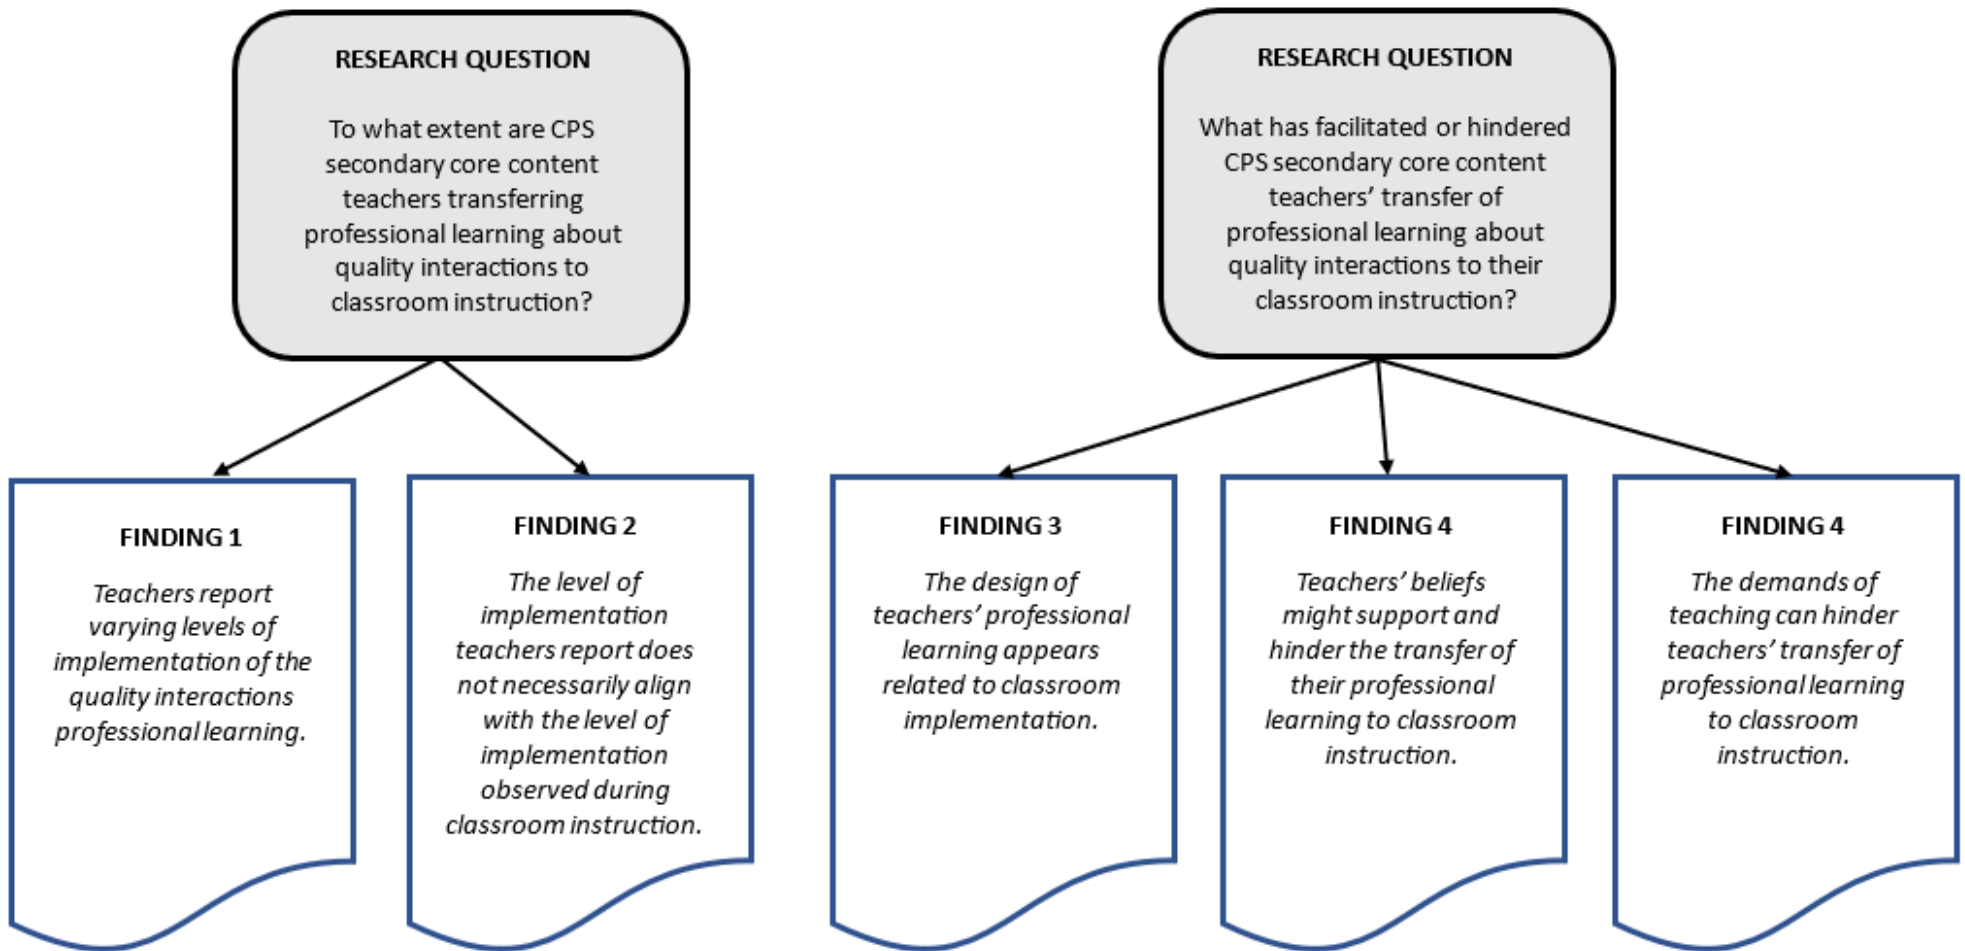 RESEARCH QUESTION
To what extent are CPS
secondary core content
teachers transferring
professional learning about
quality interactions to
classroom instruction?
RESEARCH QUESTION
What has facilitated or hindered
CPS secondary core content
teachers’ transfer of
professional learning about
quality interactions to their
classroom instruction?
FINDING 1
Teachers report
varying levels of
implementation of the
quality interactions
professional learning.
FINDING 2
The level of
implementation
teachers report does
not necessarily align
with the level of
implementation
observed during
classroom instruction.
FINDING 3
The design of
teachers’ professional
learning appears
related to classroom
implementation.
FINDING 4
Teachers’ beliefs
might support and
hinder the transfer of
their professional
learning to classroom
instruction.
FINDING 4
The demands of
teaching can hinder
teachers’ transfer of
professional learning
to classroom
instruction.